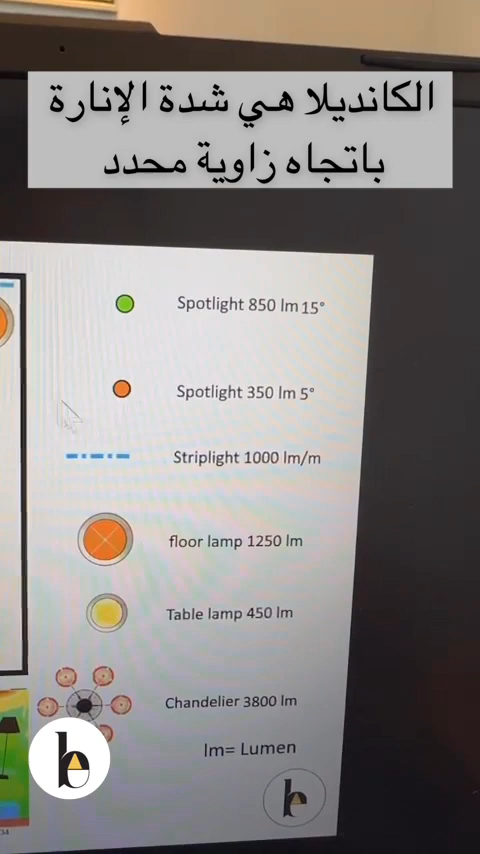 الكانديلا هي شدة الإنارة
باتجاه زاوية محدد
Spotlight 850 lm 15°
Spotlight 350 lm 5°
Striplight 1000 lm/m
floor lamp 1250 lm
Table lamp 450 lm
Chandelier 3800 lm
lm= Lumen